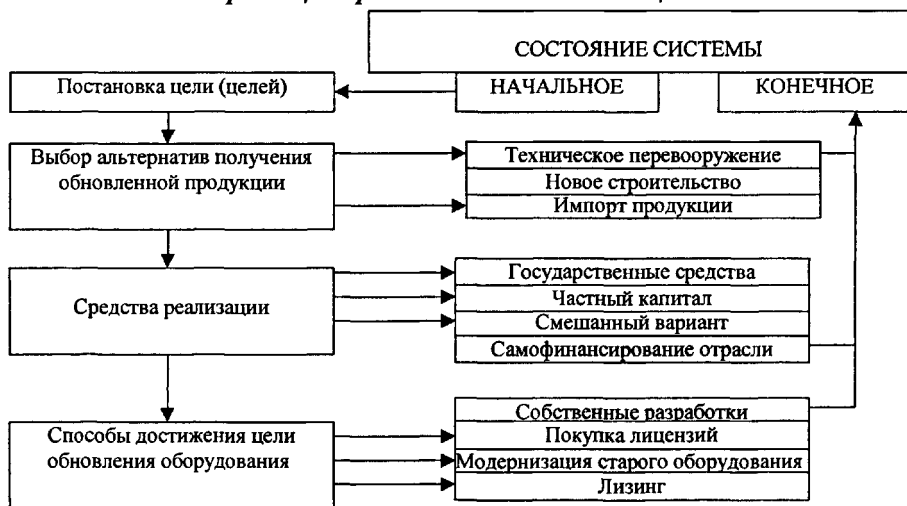 СОСТОЯНИЕ СИСТЕМЫ
НАЧАЛЬНОЕ
КОНЕЧНОЕ
Постановка цели (целей)
Выбор альтернатив получения
обновленной продукции
Техническое перевооружение
Новое строительство
Импорт продукции
Средства реализации
Государственные средства
Частный капитал
Смешанный вариант
Самофинансирование отрасли
Способы достижения цели
обновления оборудования
Собственные разработки
Покупка лицензий
Модернизация старого оборудования
Лизинг